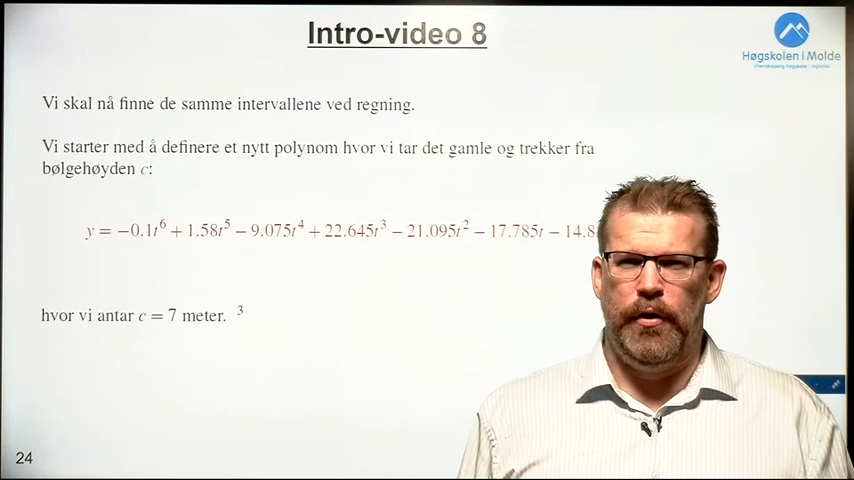 Intro-video 8
Høgskolen i Molde
Vi skal nå finne de samme intervallene ved regning.
Vi starter med å definere et nytt polynom hvor vi tar det gamle og trekker fra
bølgehøyden c:
y = −0.1t⁶ + 1.58t⁵ − 9.075t⁴ + 22.645t³ − 21.095t² − 17.785t − 14.8
hvor vi antar c = 7 meter. ³
24